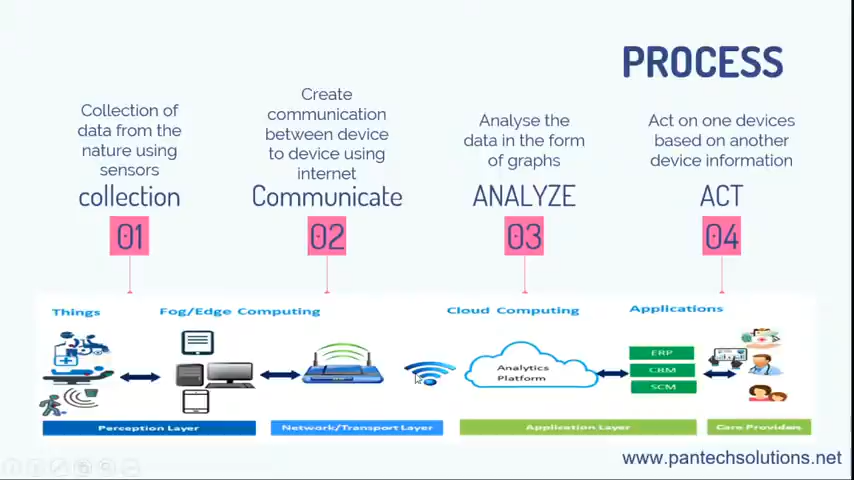 PROCESS
Collection of
data from the
nature using
sensors
collection
01
Create
communication
between device
to device using
internet
Communicate
02
Analyse the
data in the form
of graphs
ANALYZE
03
Act on one devices
based on another
device information
ACT
04
Things
Fog/Edge Computing
Cloud Computing
Applications
Analytics
Platform
ERP
CRM
SCM
Perception Layer
Network/Transport Layer
Application Layer
Care Providers
www.pantechsolutions.net